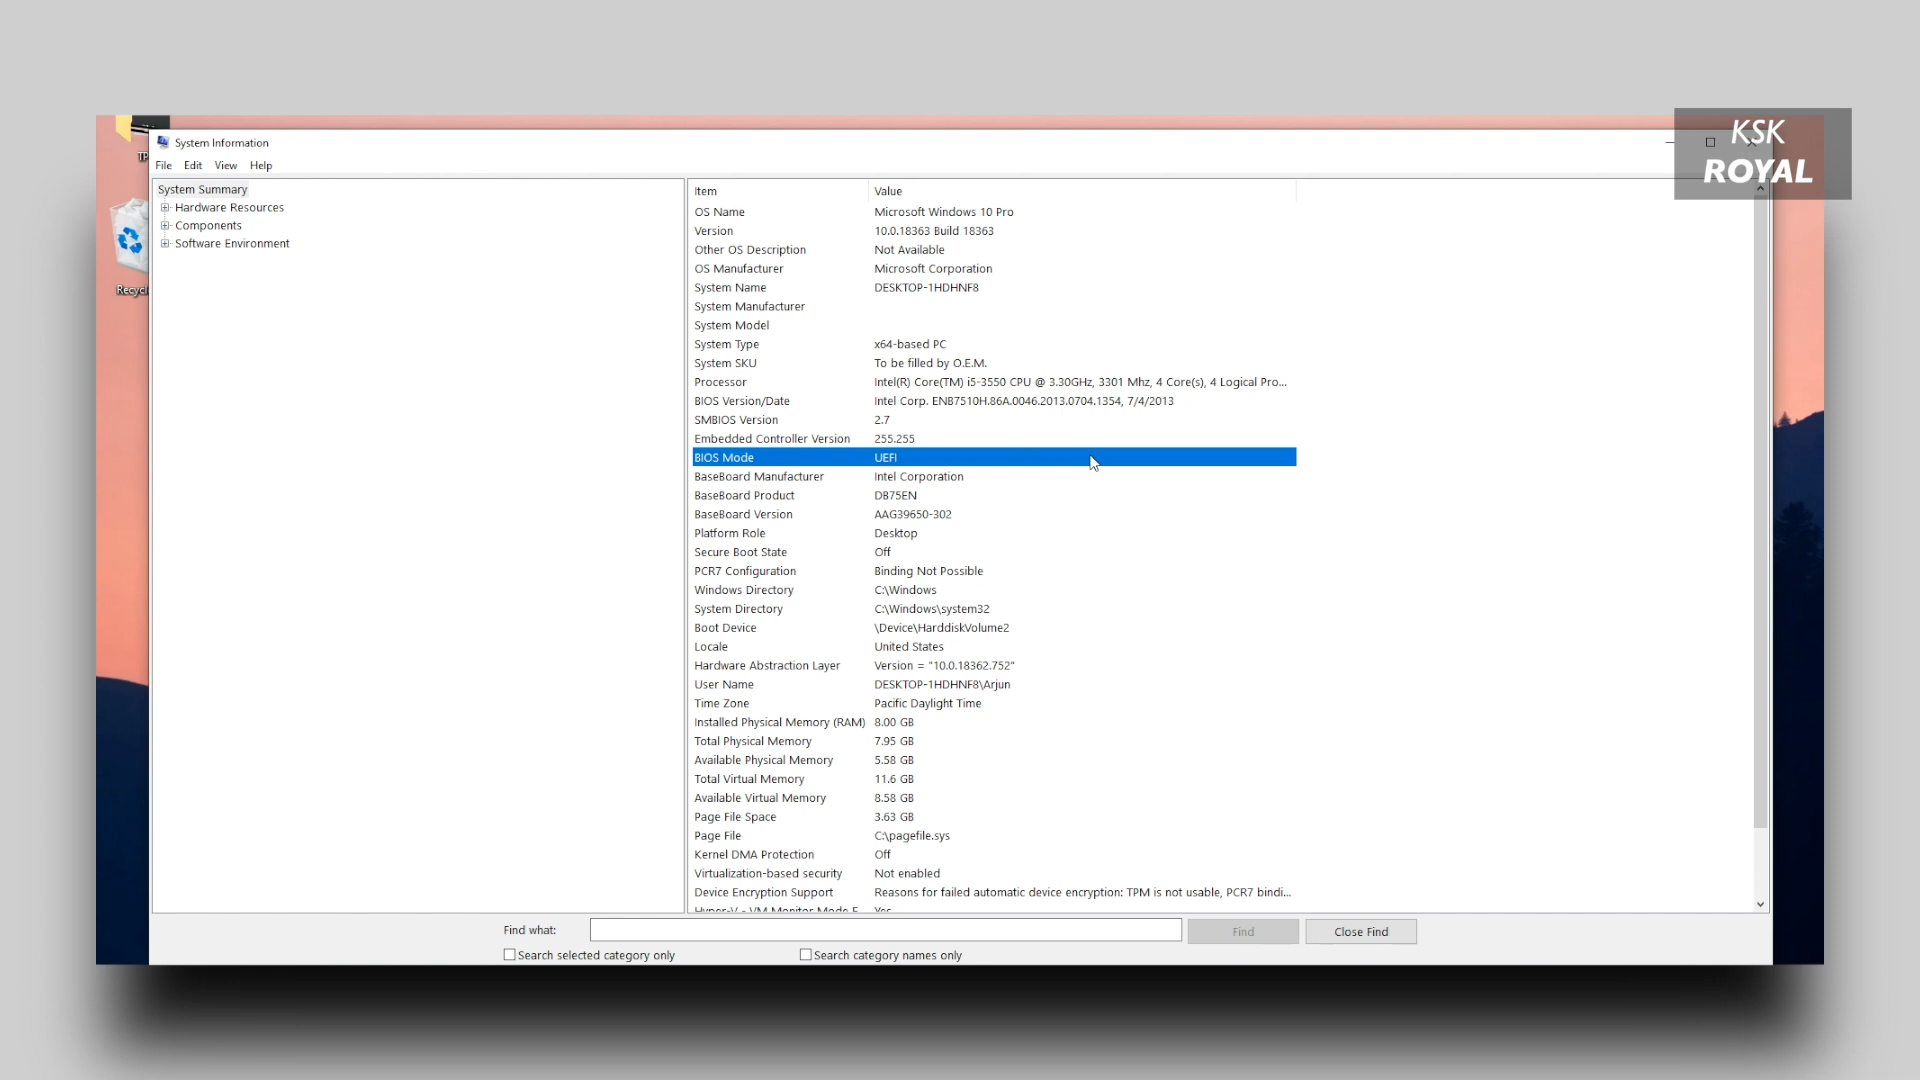 KSK
ROYAL
TP
System Information
File Edit View Help
System Summary
Hardware Resources
Components
Software Environment
Recycl
Item Value
OS Name Microsoft Windows 10 Pro
Version 10.0.18363 Build 18363
Other OS Description Not Available
OS Manufacturer Microsoft Corporation
System Name DESKTOP-1HDHNF8
System Manufacturer
System Model
System Type x64-based PC
System SKU To be filled by O.E.M.
Processor Intel(R) Core(TM) i5-3550 CPU @ 3.30GHz, 3301 Mhz, 4 Core(s), 4 Logical Pro...
BIOS Version/Date Intel Corp. ENB7510H.86A.0046.2013.0704.1354, 7/4/2013
SMBIOS Version 2.7
Embedded Controller Version 255.255
BIOS Mode UEFI
BaseBoard Manufacturer Intel Corporation
BaseBoard Product DB75EN
BaseBoard Version AAG39650-302
Platform Role Desktop
Secure Boot State Off
PCR7 Configuration Binding Not Possible
Windows Directory C:\Windows
System Directory C:\Windows\system32
Boot Device \Device\HarddiskVolume2
Locale United States
Hardware Abstraction Layer Version = "10.0.18362.752"
User Name DESKTOP-1HDHNF8\Arjun
Time Zone Pacific Daylight Time
Installed Physical Memory (RAM) 8.00 GB
Total Physical Memory 7.95 GB
Available Physical Memory 5.58 GB
Total Virtual Memory 11.6 GB
Available Virtual Memory 8.58 GB
Page File Space 3.63 GB
Page File C:\pagefile.sys
Kernel DMA Protection Off
Virtualization-based security Not enabled
Device Encryption Support Reasons for failed automatic device encryption: TPM is not usable, PCR7 bindi...
Hyper-V - VM Monitor Mode E Yes
Find what: Find Close Find
Search selected category only Search category names only